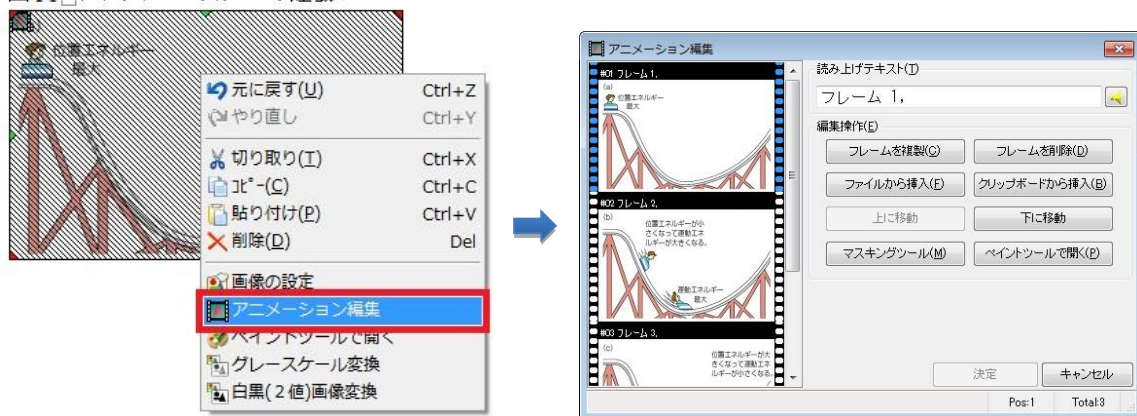 位置エネルギー
最大
元に戻す(U) Ctrl+Z
やり直し Ctrl+Y
切り取り(T) Ctrl+X
ｺﾋﾟｰ(C) Ctrl+C
貼り付け(P) Ctrl+V
削除(D) Del
画像の設定
アニメーション編集
ペイントツールで開く
グレースケール変換
白黒(2値)画像変換
アニメーション編集
#01 フレーム 1,
(a)
位置エネルギー
最大
#02 フレーム 2,
(b)
位置エネルギーが小
さくなって運動エネ
ルギーが大きくなる。
運動エネルギー
最大
#03 フレーム 3,
(c)
位置エネルギーが大
きくなって運動エネ
ルギーが小さくなる。
読み上げテキスト(T)
フレーム 1,
編集操作(E)
フレームを複製(C) フレームを削除(D)
ファイルから挿入(F) クリップボードから挿入(B)
上に移動 下に移動
マスキングツール(M) ペイントツールで開く(P)
決定 キャンセル
Pos:1 Total:3